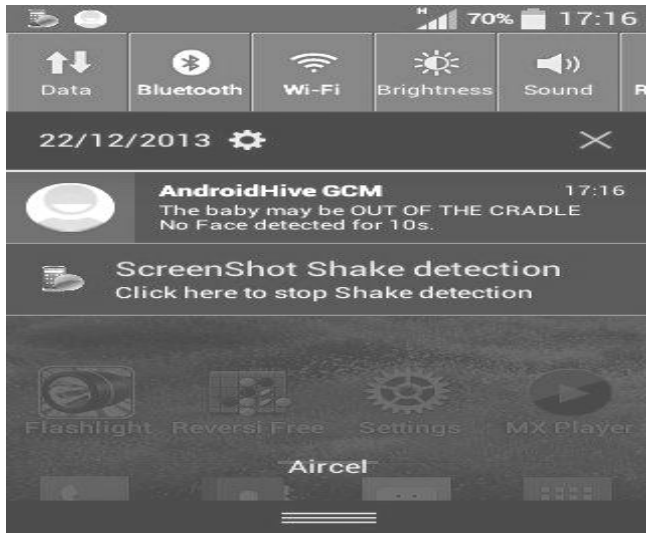 H 70% 17:16
Data Bluetooth Wi-Fi Brightness Sound R
22/12/2013
AndroidHive GCM 17:16
The baby may be OUT OF THE CRADLE
No Face detected for 10s.
ScreenShot Shake detection
Click here to stop Shake detection
Flashlight Reversi Free Settings MX Player
Aircel